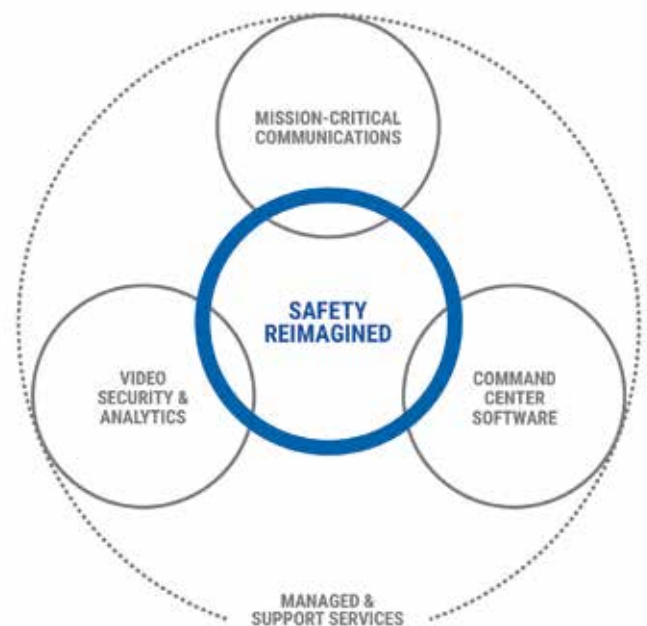 MISSION-CRITICAL
COMMUNICATIONS
SAFETY
REIMAGINED
VIDEO
SECURITY &
ANALYTICS
COMMAND
CENTER
SOFTWARE
MANAGED &
SUPPORT SERVICES